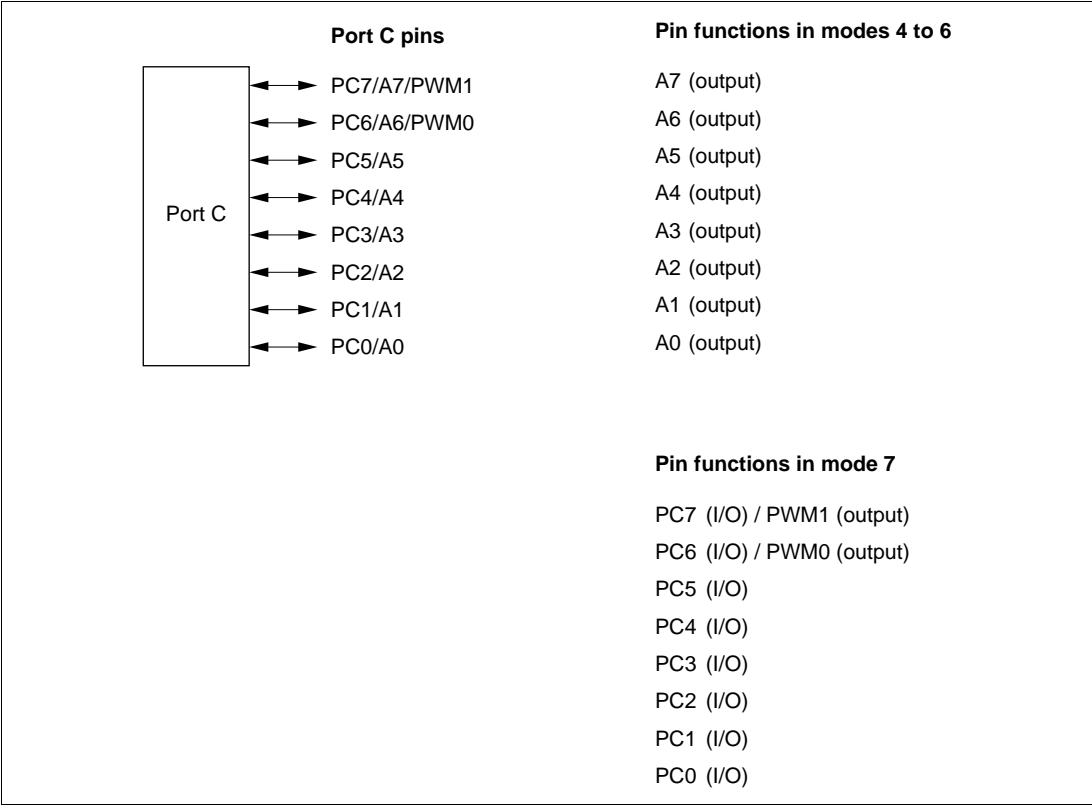 Port C pins
Pin functions in modes 4 to 6
Port C
PC7/A7/PWM1
A7 (output)
PC6/A6/PWM0
A6 (output)
PC5/A5
A5 (output)
PC4/A4
A4 (output)
PC3/A3
A3 (output)
PC2/A2
A2 (output)
PC1/A1
A1 (output)
PC0/A0
A0 (output)
Pin functions in mode 7
PC7 (I/O) / PWM1 (output)
PC6 (I/O) / PWM0 (output)
PC5 (I/O)
PC4 (I/O)
PC3 (I/O)
PC2 (I/O)
PC1 (I/O)
PC0 (I/O)